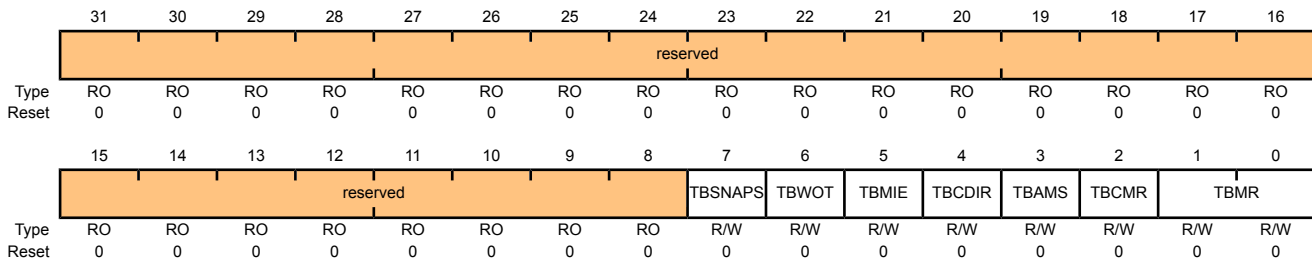 31 30 29 28 27 26 25 24 23 22 21 20 19 18 17 16
reserved
Type RO RO RO RO RO RO RO RO RO RO RO RO RO RO RO RO
Reset 0 0 0 0 0 0 0 0 0 0 0 0 0 0 0 0
15 14 13 12 11 10 9 8 7 6 5 4 3 2 1 0
reserved TBSNAPS TBWOT TBMIE TBCDIR TBAMS TBCMR TBMR
Type RO RO RO RO RO RO RO RO R/W R/W R/W R/W R/W R/W R/W R/W
Reset 0 0 0 0 0 0 0 0 0 0 0 0 0 0 0 0